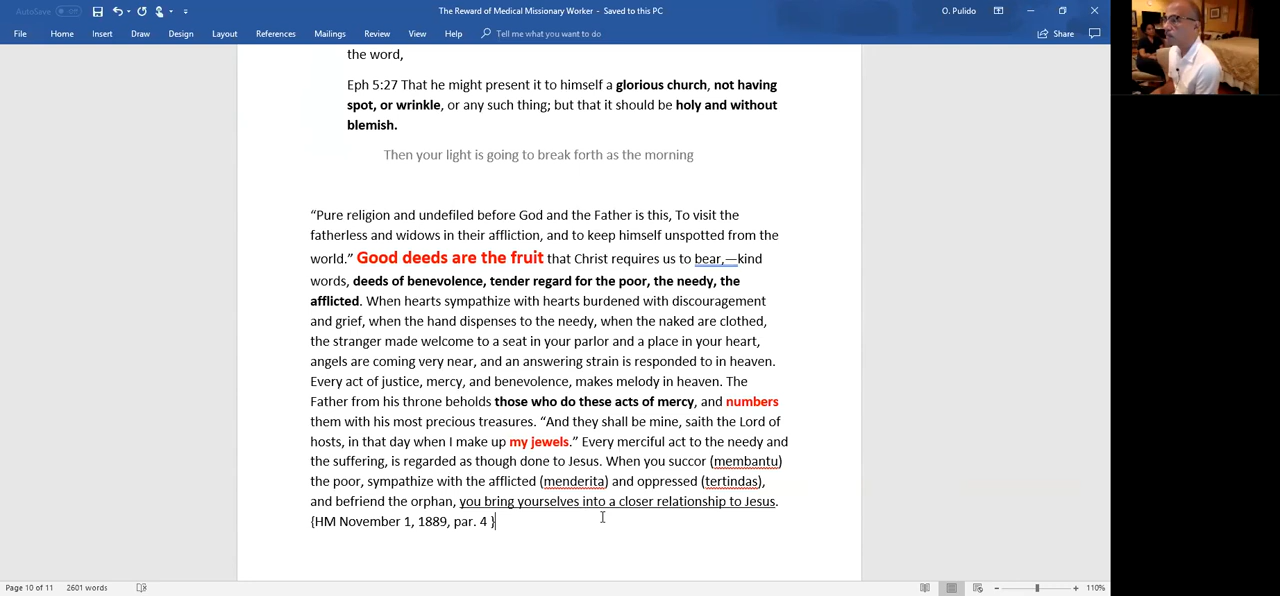 AutoSave Off
The Reward of Medical Missionary Worker - Saved to this PC
O. Pulido
File Home Insert Draw Design Layout References Mailings Review View Help Tell me what you want to do
Share
the word,
Eph 5:27 That he might present it to himself a glorious church, not having
spot, or wrinkle, or any such thing; but that it should be holy and without
blemish.
Then your light is going to break forth as the morning
“Pure religion and undefiled before God and the Father is this, To visit the
fatherless and widows in their affliction, and to keep himself unspotted from the
world.” Good deeds are the fruit that Christ requires us to bear,—kind
words, deeds of benevolence, tender regard for the poor, the needy, the
afflicted. When hearts sympathize with hearts burdened with discouragement
and grief, when the hand dispenses to the needy, when the naked are clothed,
the stranger made welcome to a seat in your parlor and a place in your heart,
angels are coming very near, and an answering strain is responded to in heaven.
Every act of justice, mercy, and benevolence, makes melody in heaven. The
Father from his throne beholds those who do these acts of mercy, and numbers
them with his most precious treasures. “And they shall be mine, saith the Lord of
hosts, in that day when I make up my jewels.” Every merciful act to the needy and
the suffering, is regarded as though done to Jesus. When you succor (membantu)
the poor, sympathize with the afflicted (menderita) and oppressed (tertindas),
and befriend the orphan, you bring yourselves into a closer relationship to Jesus.
{HM November 1, 1889, par. 4 }
Page 10 of 11 2601 words
110%